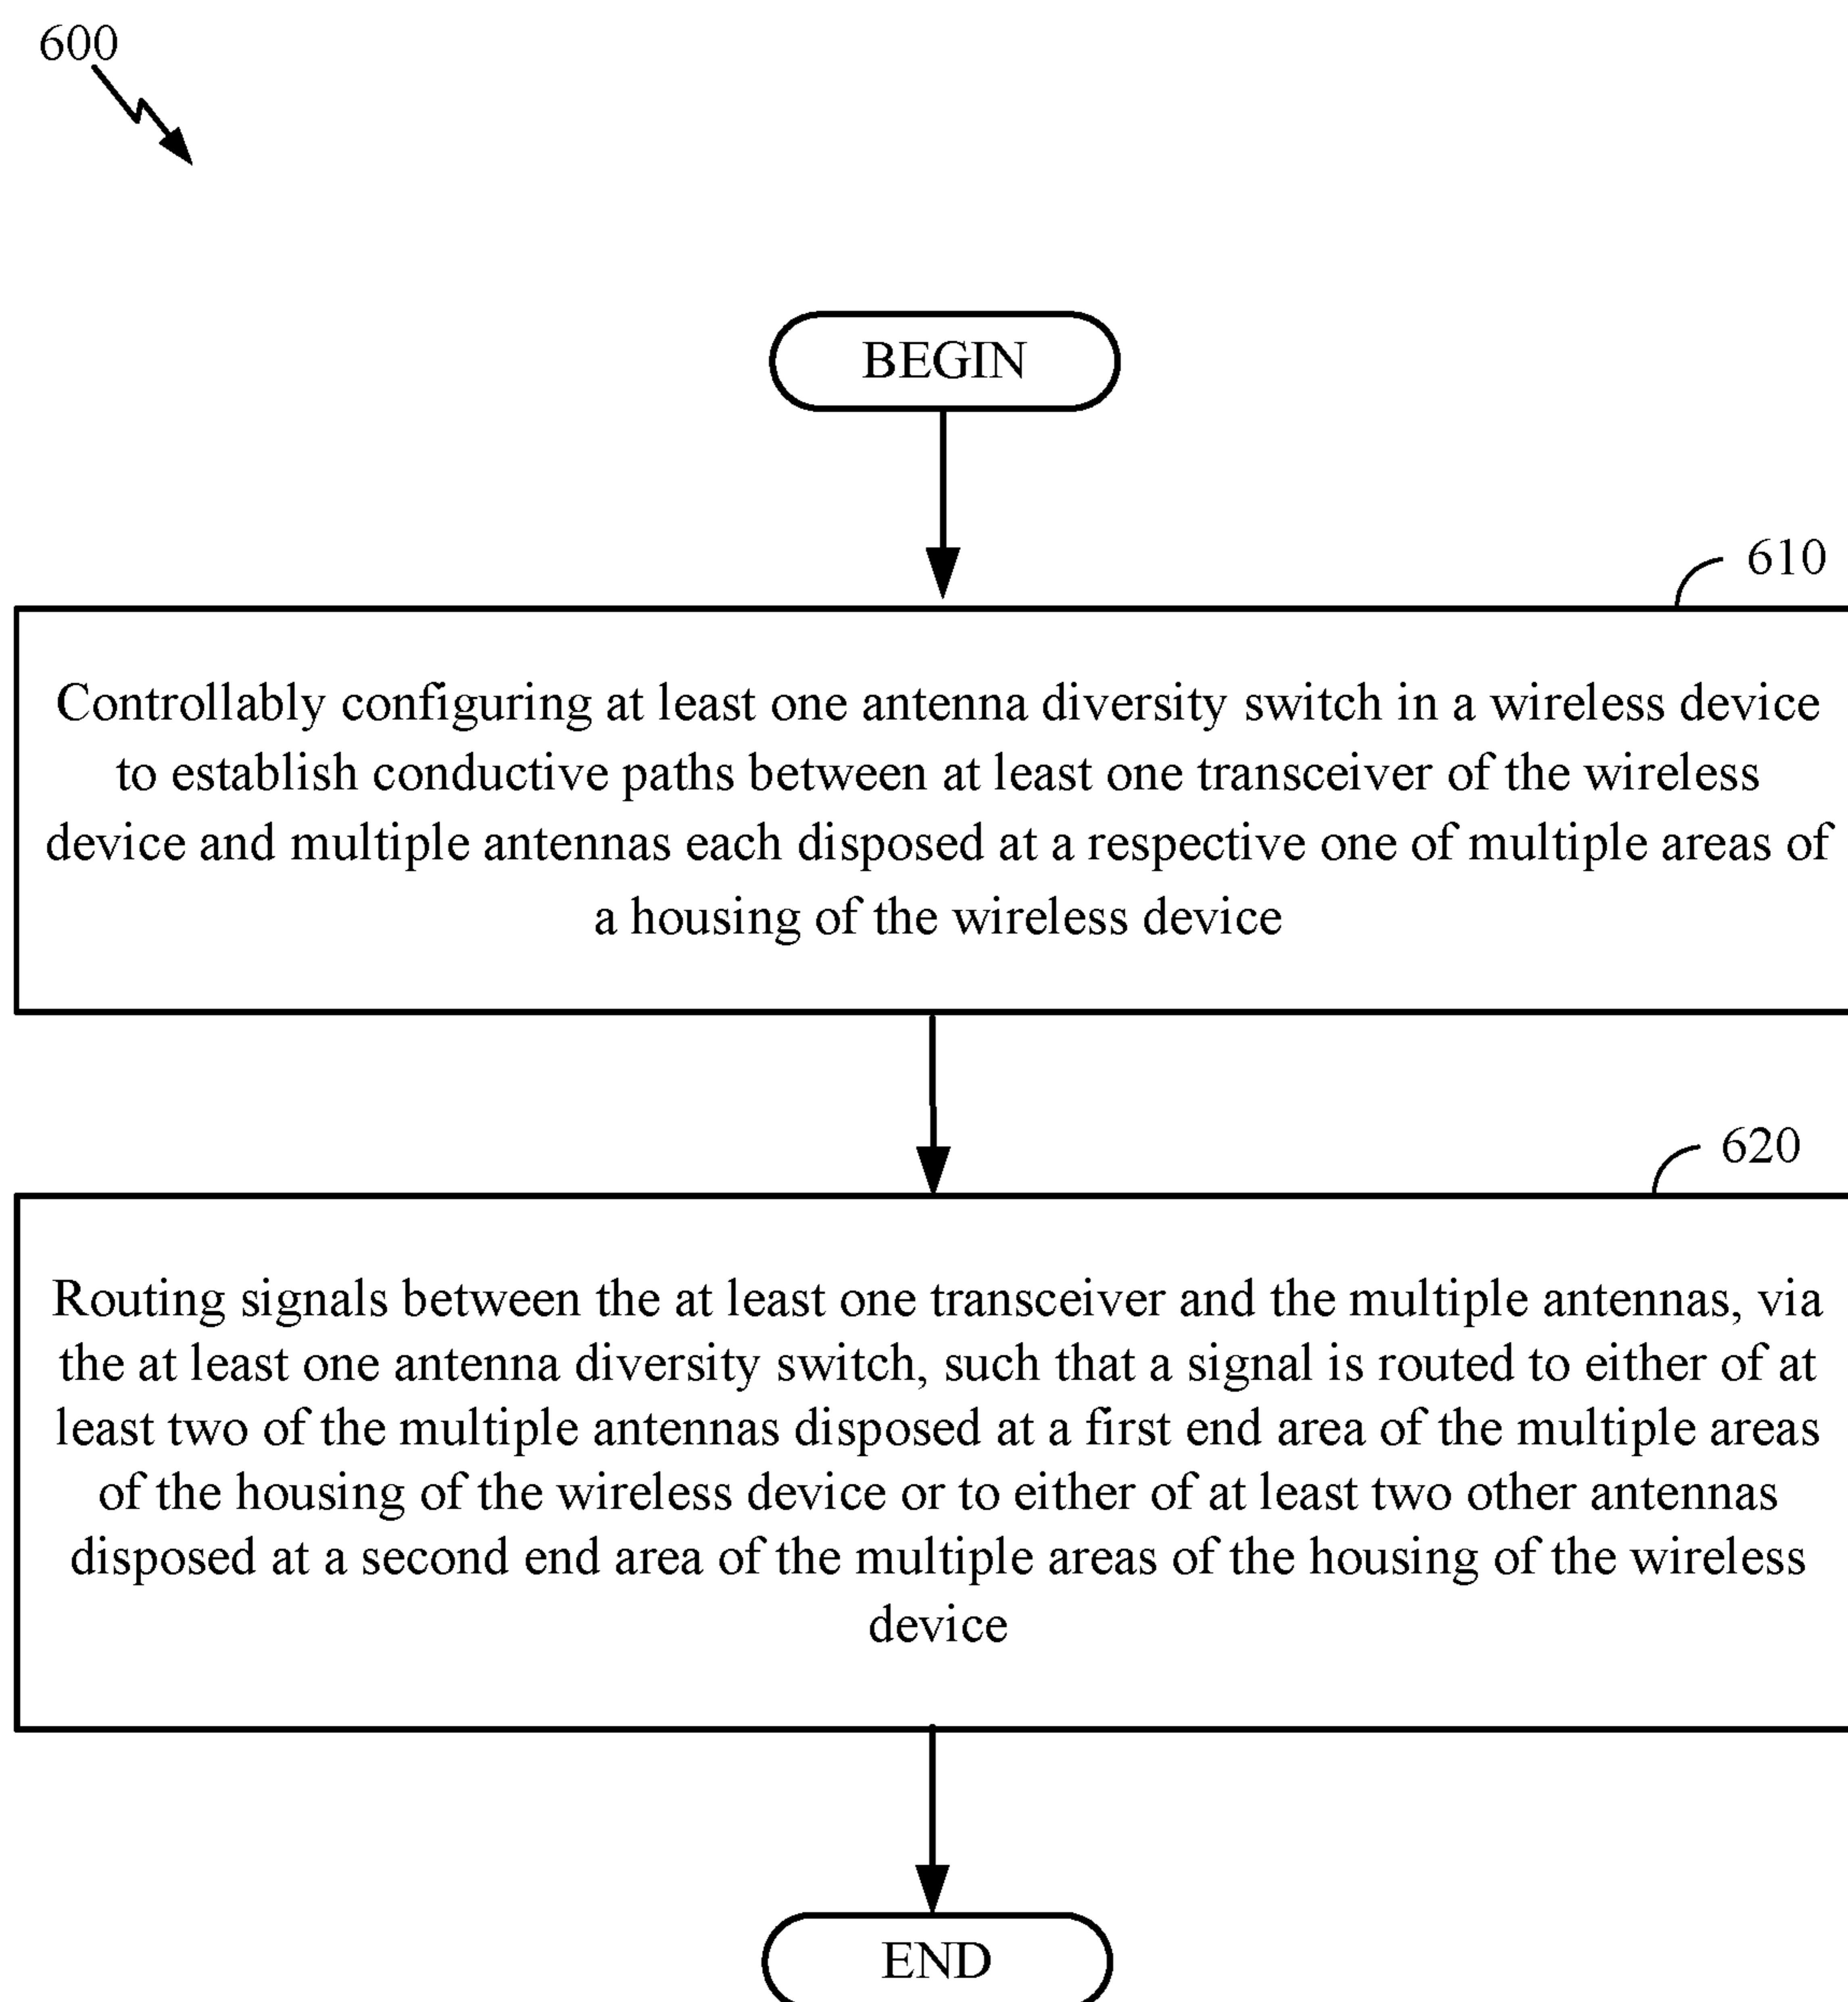 600
BEGIN
610
Controllably configuring at least one antenna diversity switch in a wireless device
to establish conductive paths between at least one transceiver of the wireless
device and multiple antennas each disposed at a respective one of multiple areas of
a housing of the wireless device
620
Routing signals between the at least one transceiver and the multiple antennas, via
the at least one antenna diversity switch, such that a signal is routed to either of at
least two of the multiple antennas disposed at a first end area of the multiple areas
of the housing of the wireless device or to either of at least two other antennas
disposed at a second end area of the multiple areas of the housing of the wireless
device
END